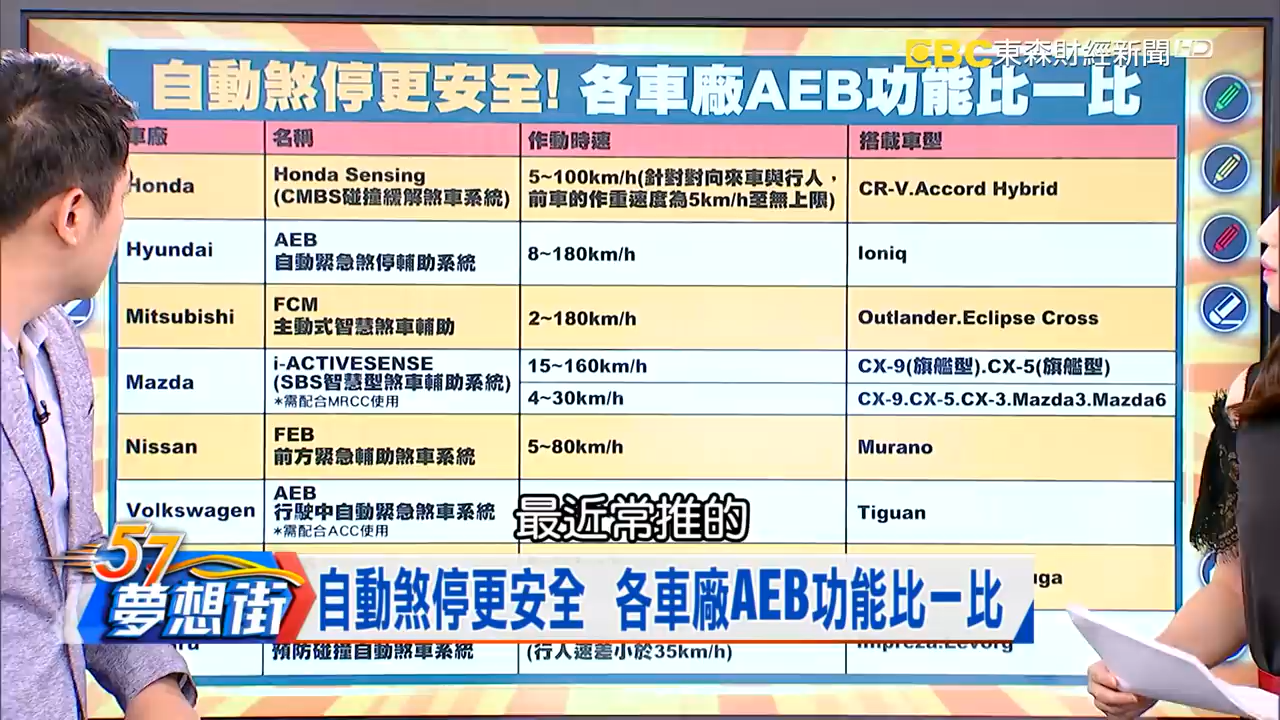 EBC 東森財經新聞 HD
自動煞停更安全! 各車廠AEB功能比一比
車廠 名稱 作動時速 搭載車型
Honda
Honda Sensing
(CMBS碰撞緩解煞車系統)
5~100km/h(針對對向來車與行人,
前車的作重速度為5km/h至無上限)
CR-V.Accord Hybrid
Hyundai
AEB
自動緊急煞停輔助系統
8~180km/h
Ioniq
Mitsubishi
FCM
主動式智慧煞車輔助
2~180km/h
Outlander.Eclipse Cross
Mazda
i-ACTIVESENSE
(SBS智慧型煞車輔助系統)
*需配合MRCC使用
15~160km/h
CX-9(旗艦型).CX-5(旗艦型)
4~30km/h
CX-9.CX-5.CX-3.Mazda3.Mazda6
Nissan
FEB
前方緊急輔助煞車系統
5~80km/h
Murano
Volkswagen
AEB
行駛中自動緊急煞車系統
*需配合ACC使用
Tiguan
最近常推的
57夢想街
自動煞停更安全 各車廠AEB功能比一比
預防碰撞自動煞車系統
(行人速差小於35km/h)
Impreza.Levorg